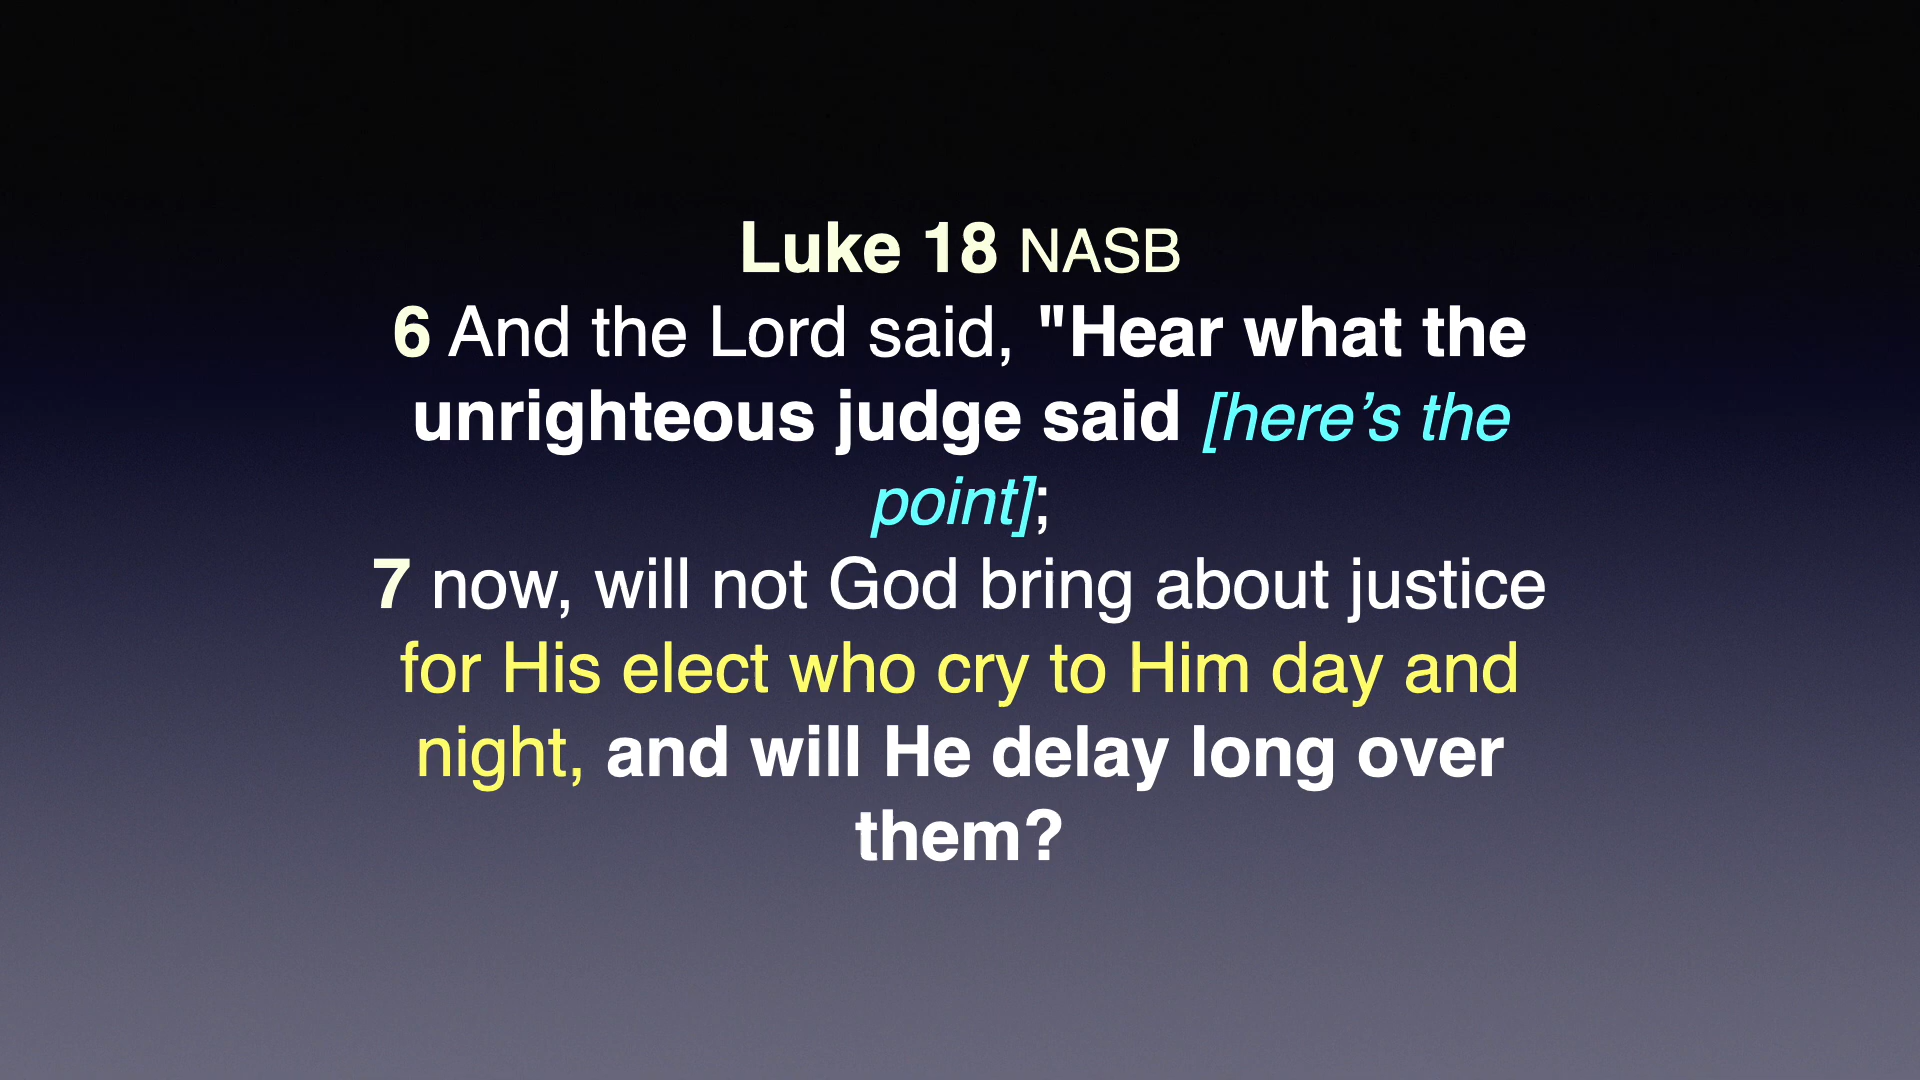 Luke 18 NASB
6 And the Lord said, "Hear what the
unrighteous judge said [here’s the
point];
7 now, will not God bring about justice
for His elect who cry to Him day and
night, and will He delay long over
them?